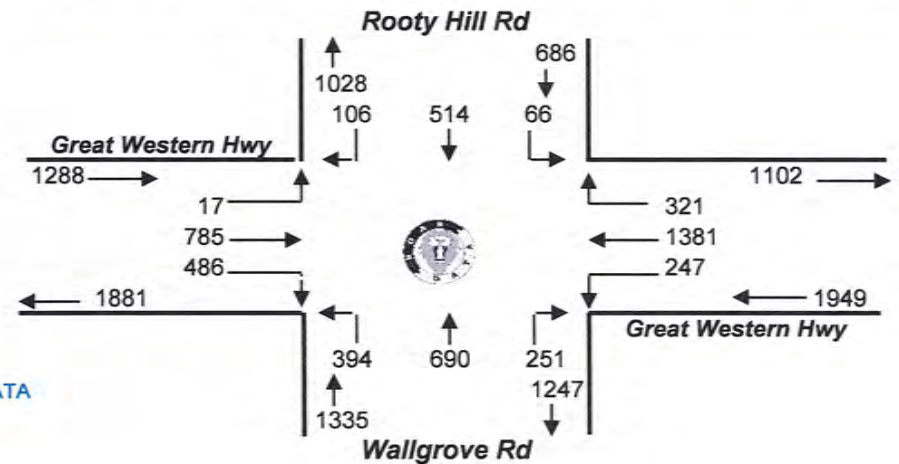 Rooty Hill Rd
686
1028
106 514 66
Great Western Hwy
1288 1102
17 321
785 1381
486 247
1881 1949
Great Western Hwy
394 690 251
ATA
1335 1247
Wallgrove Rd